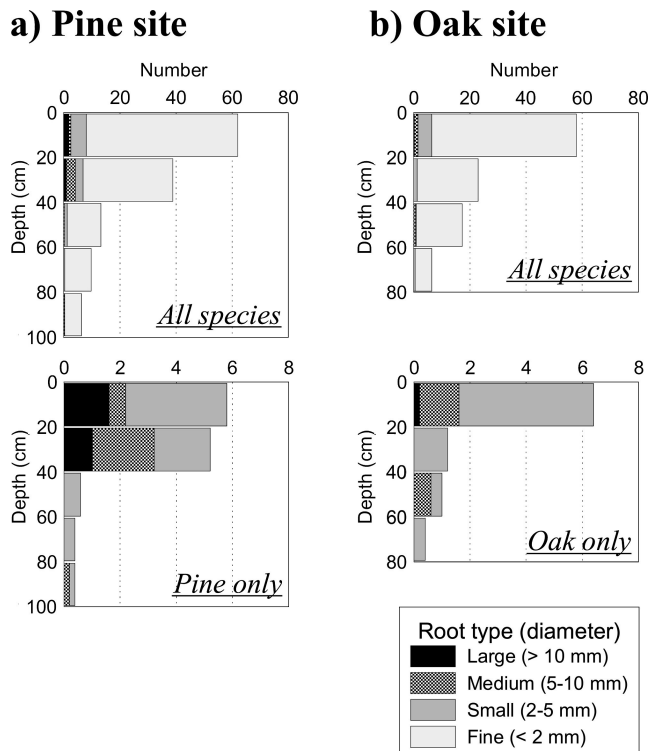 a) Pine site
b) Oak site
Number
0 20 40 60 80
0
20
40
60
80
100
Depth (cm)
All species
Number
0 20 40 60 80
0
20
40
60
80
Depth (cm)
All species
0 2 4 6 8
0
20
40
60
80
100
Depth (cm)
Pine only
0 2 4 6 8
0
20
40
60
80
Depth (cm)
Oak only
Root type (diameter)
Large (> 10 mm)
Medium (5-10 mm)
Small (2-5 mm)
Fine (< 2 mm)